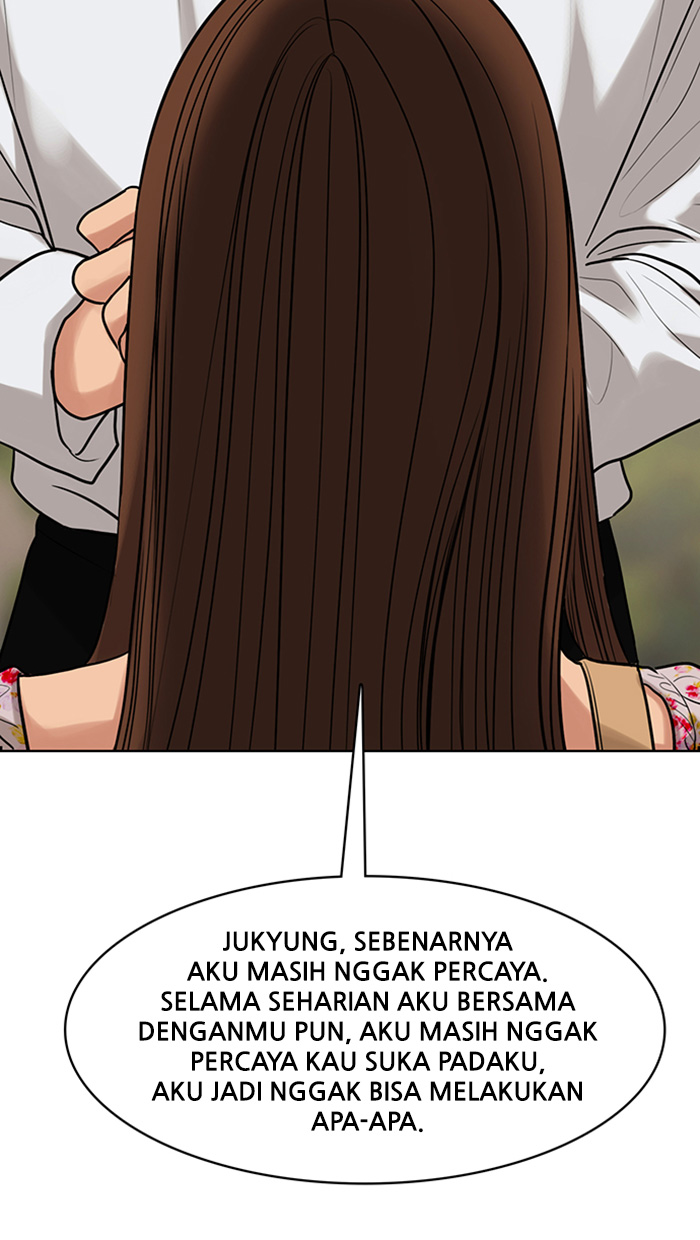 JUKYUNG, SEBENARNYA
AKU MASIH NGGAK PERCAYA.
SELAMA SEHARIAN AKU BERSAMA
DENGANMU PUN, AKU MASIH NGGAK
PERCAYA KAU SUKA PADAKU,
AKU JADI NGGAK BISA MELAKUKAN
APA-APA.